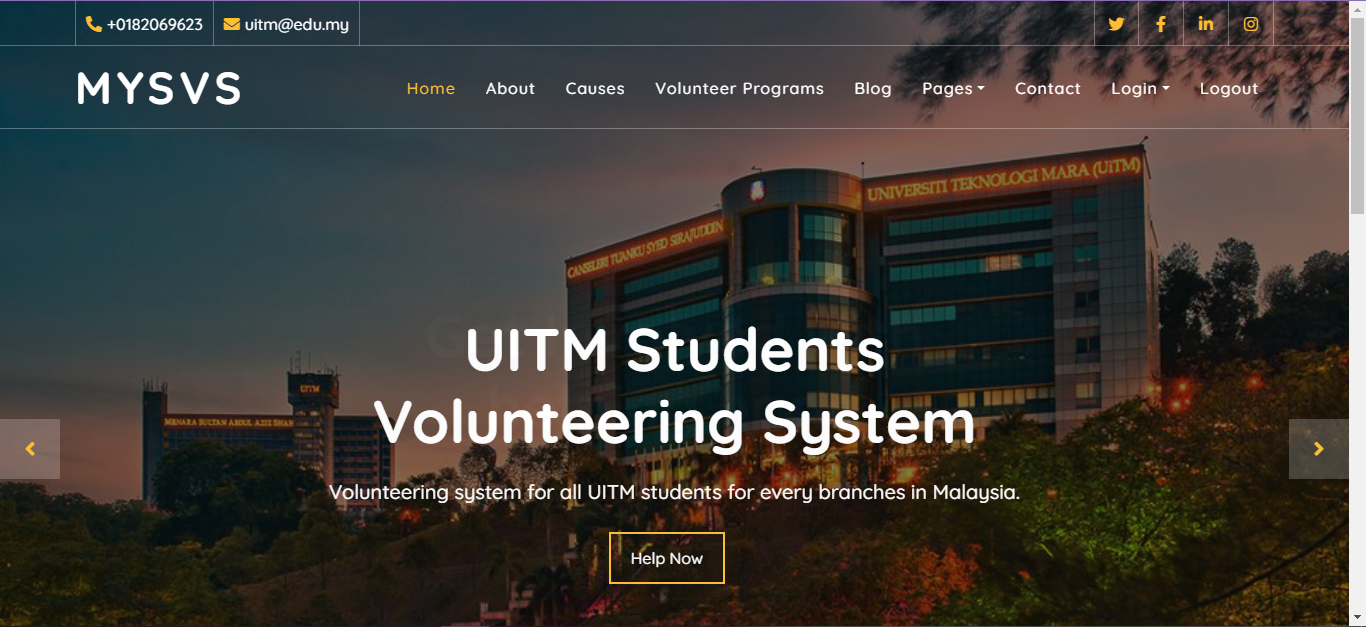 +0182069623
uitm@edu.my
MYSVS
Home
About
Causes
Volunteer Programs
Blog
Pages
Contact
Login
Logout
UNIVERSITI TEKNOLOGI MARA (UiTM)
CANSELERI TUANKU SYED SIRAJUDDIN
UITM Students
Volunteering System
UiTM
MENARA SULTAN ABDUL AZIZ SHAH
Volunteering system for all UITM students for every branches in Malaysia.
Help Now